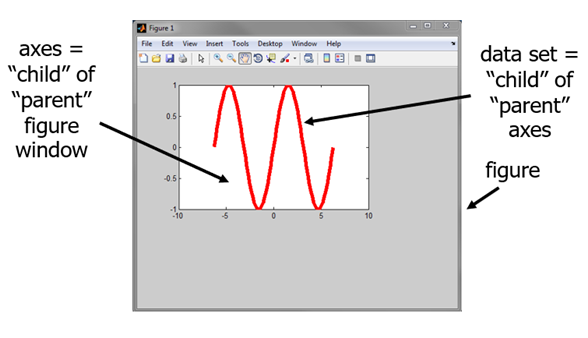 axes =
“child” of
“parent”
figure
window
Figure 1
File Edit View Insert Tools Desktop Window Help
1
0.5
0
-0.5
-1
-10 -5 0 5 10
data set =
“child” of
“parent”
axes
figure